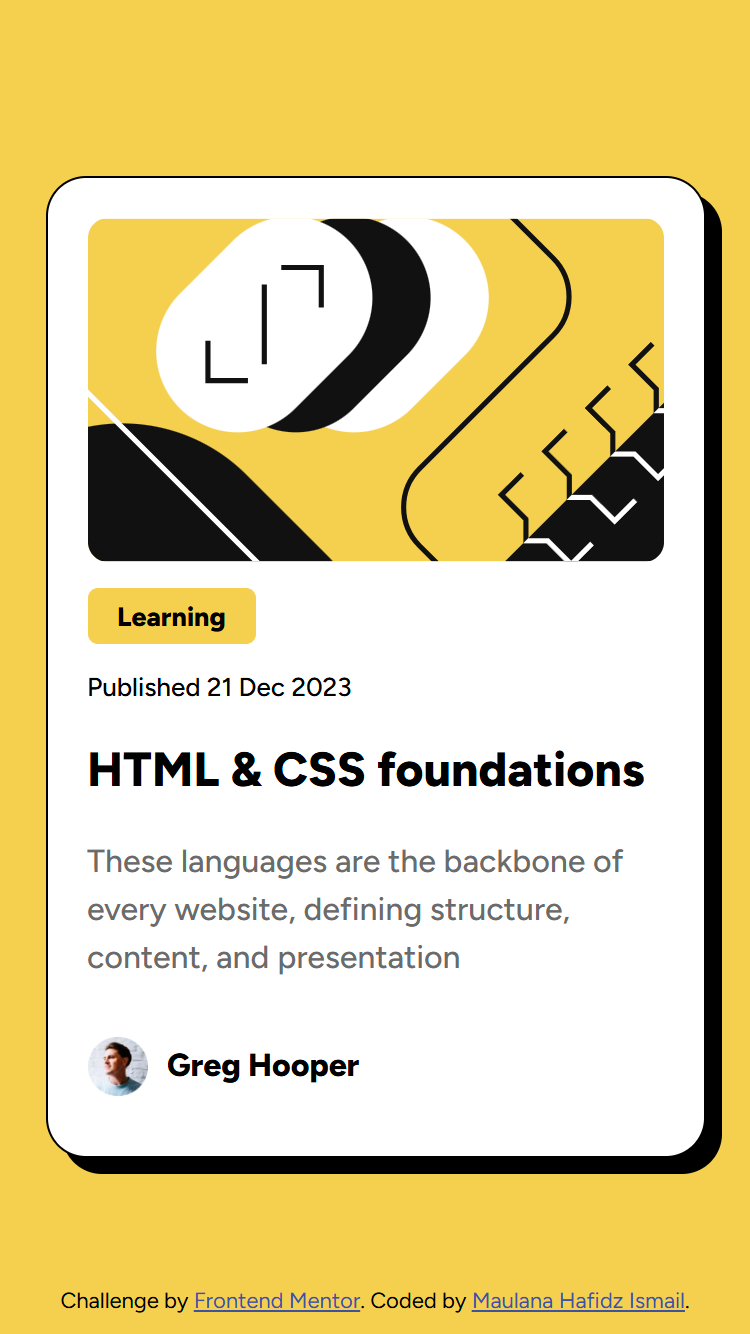 Learning
Published 21 Dec 2023
HTML & CSS foundations
These languages are the backbone of
every website, defining structure,
content, and presentation
Greg Hooper
Challenge by Frontend Mentor. Coded by Maulana Hafidz Ismail.